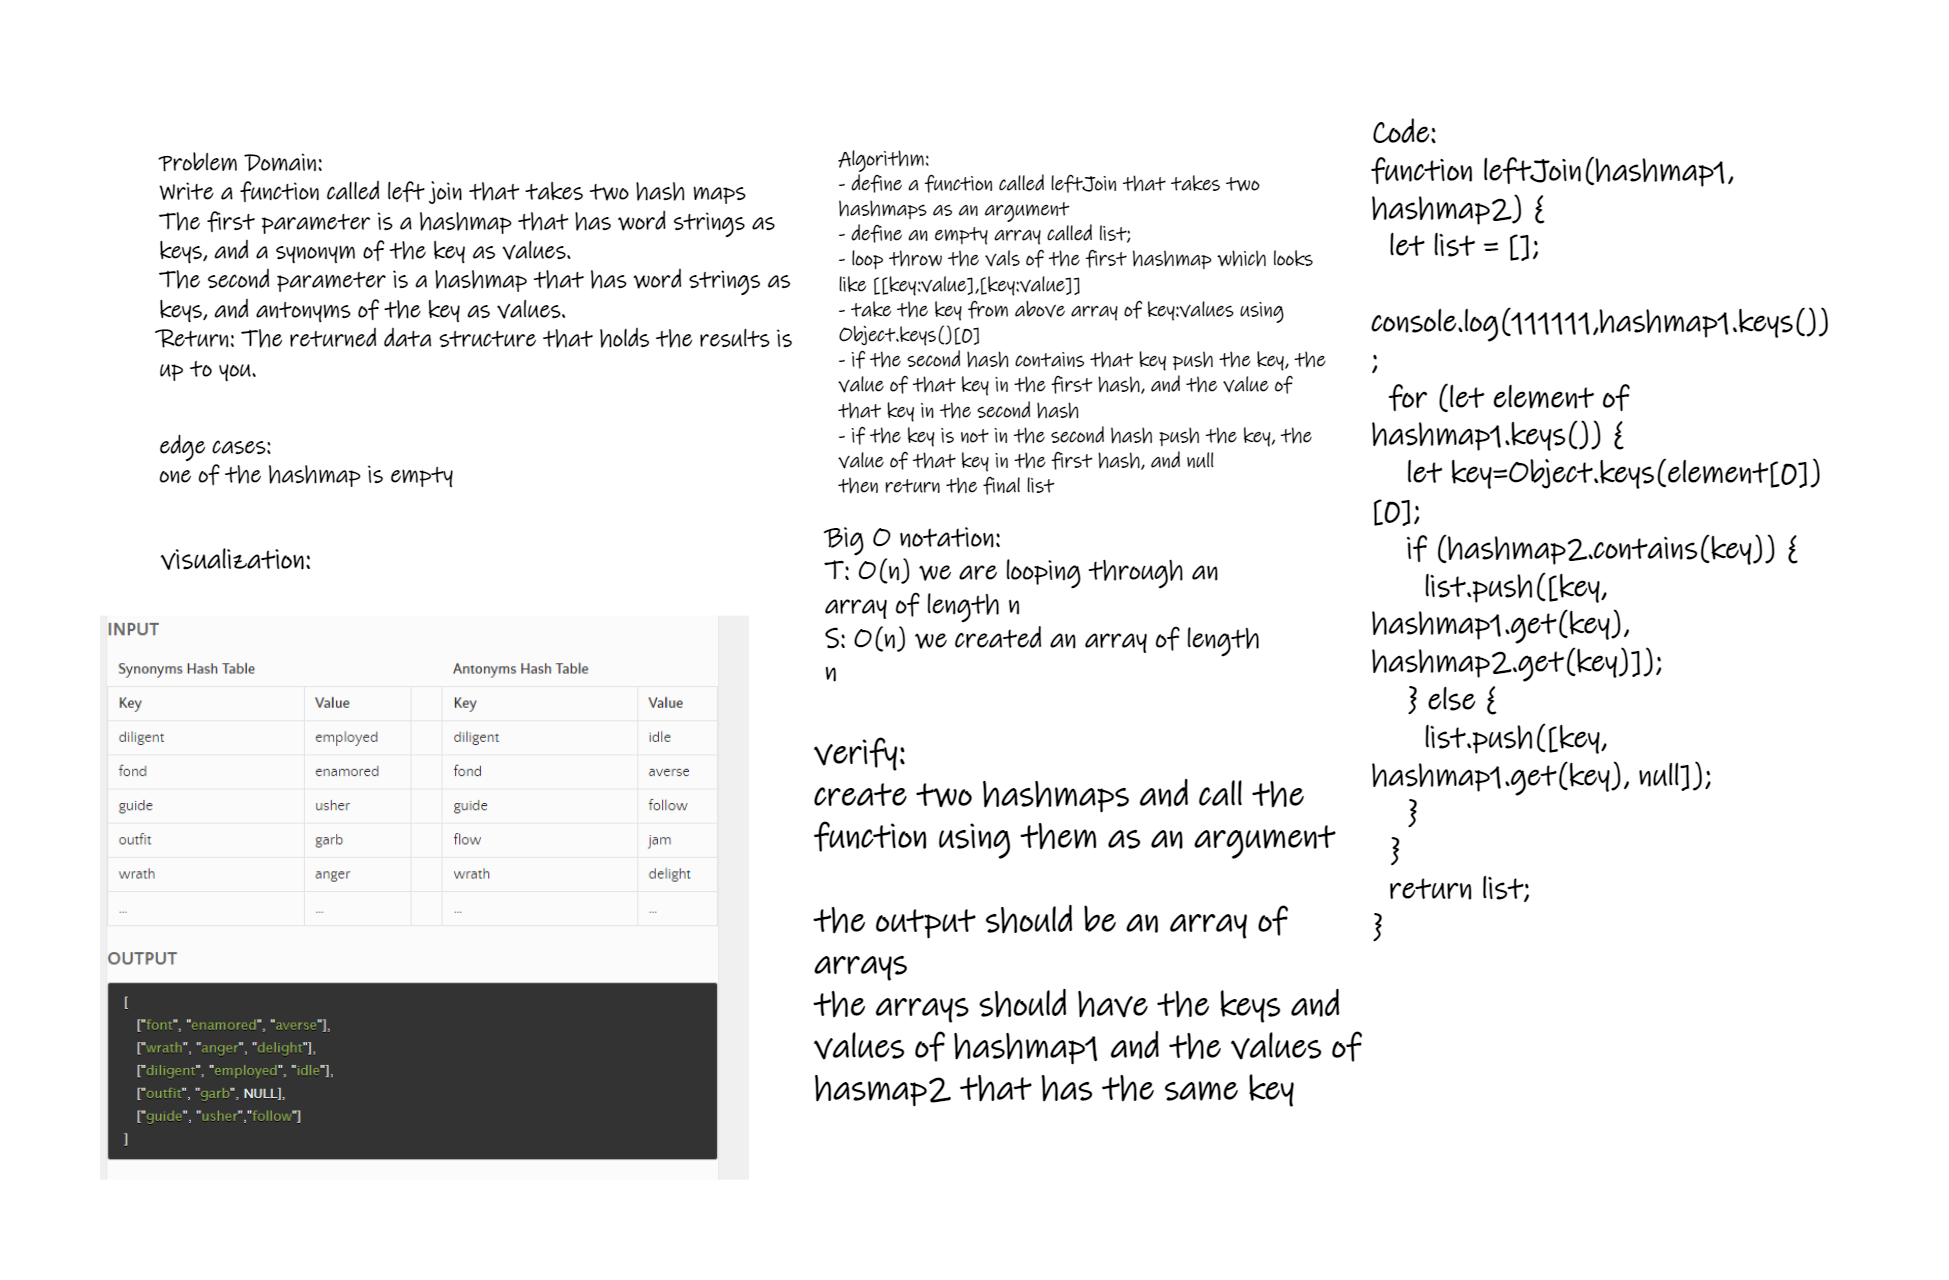 Problem Domain:
Write a function called left join that takes two hash maps
The first parameter is a hashmap that has word strings as
keys, and a synonym of the key as values.
The second parameter is a hashmap that has word strings as
keys, and antonyms of the key as values.
Return: The returned data structure that holds the results is
up to you.
edge cases:
one of the hashmap is empty
visualization:
INPUT
Synonyms Hash Table Antonyms Hash Table
Key Value Key Value
diligent employed diligent idle
fond enamored fond averse
guide usher guide follow
outfit garb flow jam
wrath anger wrath delight
... ... ... ...
OUTPUT
[
["font", "enamored", "averse"],
["wrath", "anger", "delight"],
["diligent", "employed", "idle"],
["outfit", "garb", NULL],
["guide", "usher","follow"]
]
Algorithm:
- define a function called leftJoin that takes two
hashmaps as an argument
- define an empty array called list;
- loop throw the vals of the first hashmap which looks
like [[key:value],[key:value]]
- take the key from above array of key:values using
Object.keys()[0]
- if the second hash contains that key push the key, the
value of that key in the first hash, and the value of
that key in the second hash
- if the key is not in the second hash push the key, the
value of that key in the first hash, and null
then return the final list
Big O notation:
T: O(n) we are looping through an
array of length n
S: O(n) we created an array of length
n
verify:
create two hashmaps and call the
function using them as an argument
the output should be an array of
arrays
the arrays should have the keys and
values of hashmap1 and the values of
hasmap2 that has the same key
Code:
function leftJoin(hashmap1,
hashmap2) {
let list = [];
console.log(111111,hashmap1.keys())
;
for (let element of
hashmap1.keys()) {
let key=Object.keys(element[0])
[0];
if (hashmap2.contains(key)) {
list.push([key,
hashmap1.get(key),
hashmap2.get(key)]);
} else {
list.push([key,
hashmap1.get(key), null]);
}
}
return list;
}